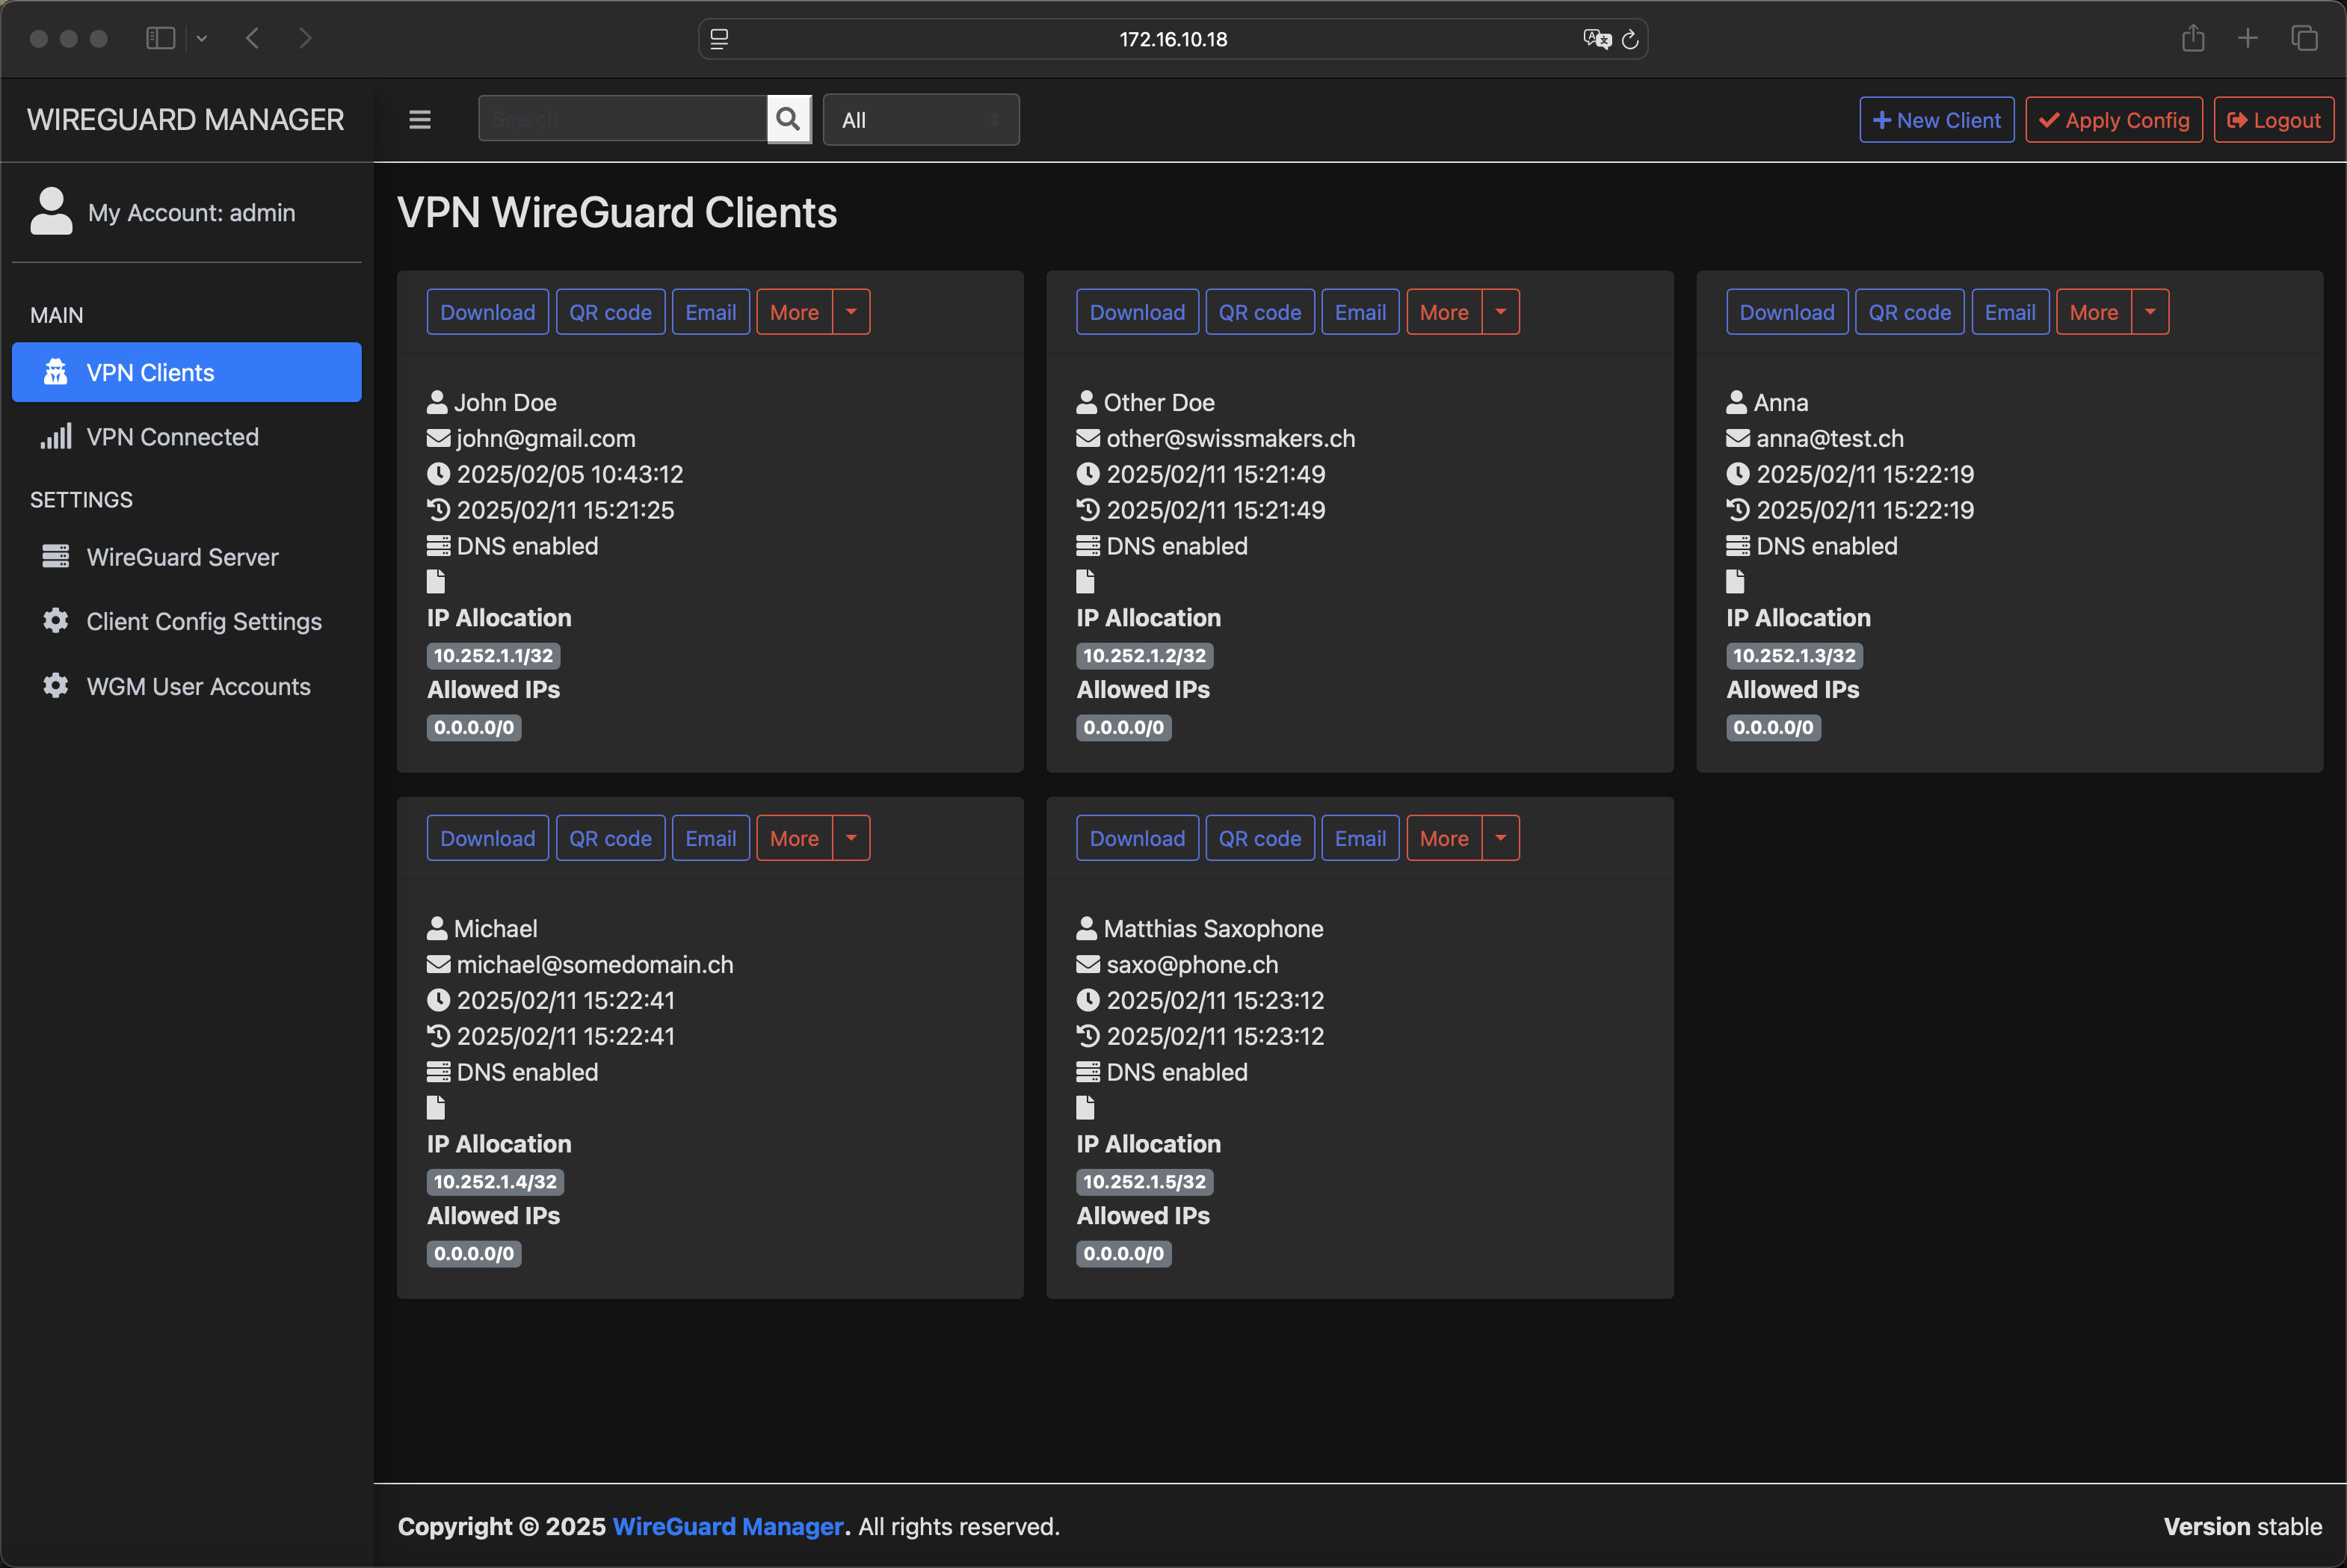 172.16.10.18
WIREGUARD MANAGER
Search
All
New Client
Apply Config
Logout
My Account: admin
MAIN
VPN Clients
VPN Connected
SETTINGS
WireGuard Server
Client Config Settings
WGM User Accounts
VPN WireGuard Clients
Download QR code Email More
John Doe
john@gmail.com
2025/02/05 10:43:12
2025/02/11 15:21:25
DNS enabled
IP Allocation
10.252.1.1/32
Allowed IPs
0.0.0.0/0
Download QR code Email More
Other Doe
other@swissmakers.ch
2025/02/11 15:21:49
2025/02/11 15:21:49
DNS enabled
IP Allocation
10.252.1.2/32
Allowed IPs
0.0.0.0/0
Download QR code Email More
Anna
anna@test.ch
2025/02/11 15:22:19
2025/02/11 15:22:19
DNS enabled
IP Allocation
10.252.1.3/32
Allowed IPs
0.0.0.0/0
Download QR code Email More
Michael
michael@somedomain.ch
2025/02/11 15:22:41
2025/02/11 15:22:41
DNS enabled
IP Allocation
10.252.1.4/32
Allowed IPs
0.0.0.0/0
Download QR code Email More
Matthias Saxophone
saxo@phone.ch
2025/02/11 15:23:12
2025/02/11 15:23:12
DNS enabled
IP Allocation
10.252.1.5/32
Allowed IPs
0.0.0.0/0
Copyright © 2025 WireGuard Manager. All rights reserved.
Version stable